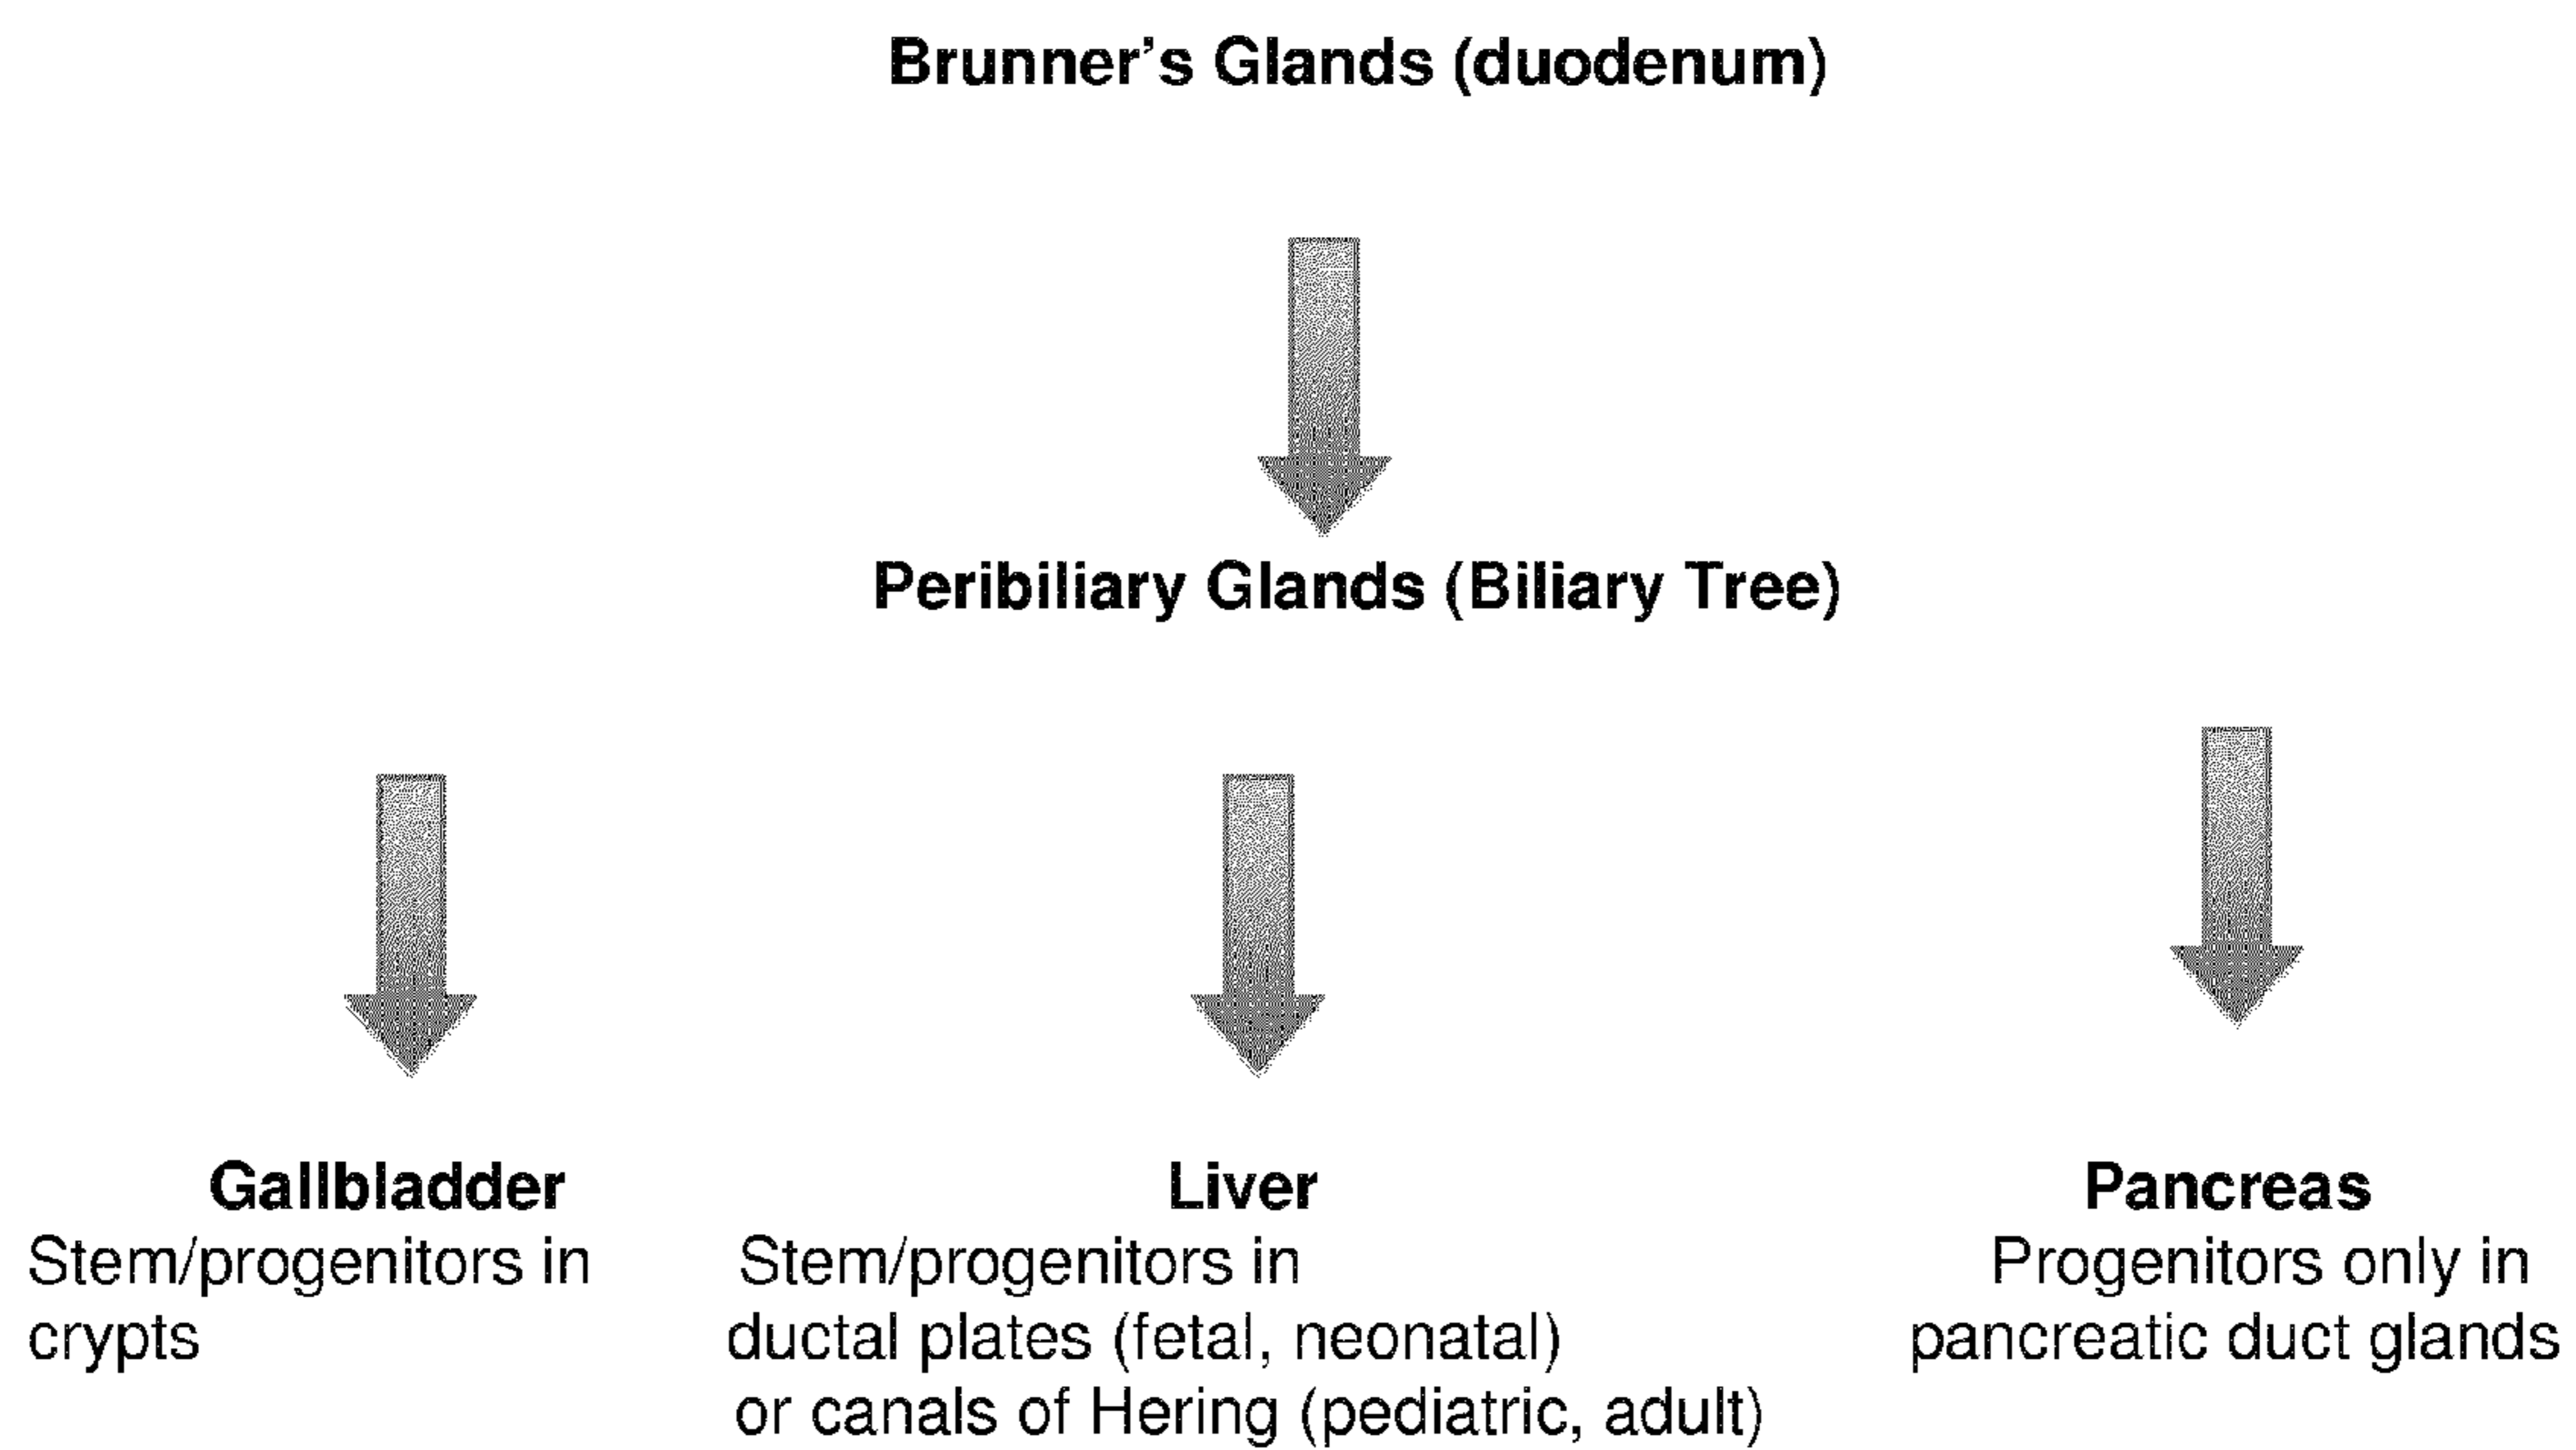 Brunner's Glands (duodenum)
Peribiliary Glands (Biliary Tree)
Gallbladder
Stem/progenitors in
crypts
Liver
Stem/progenitors in
ductal plates (fetal, neonatal)
or canals of Hering (pediatric, adult)
Pancreas
Progenitors only in
pancreatic duct glands